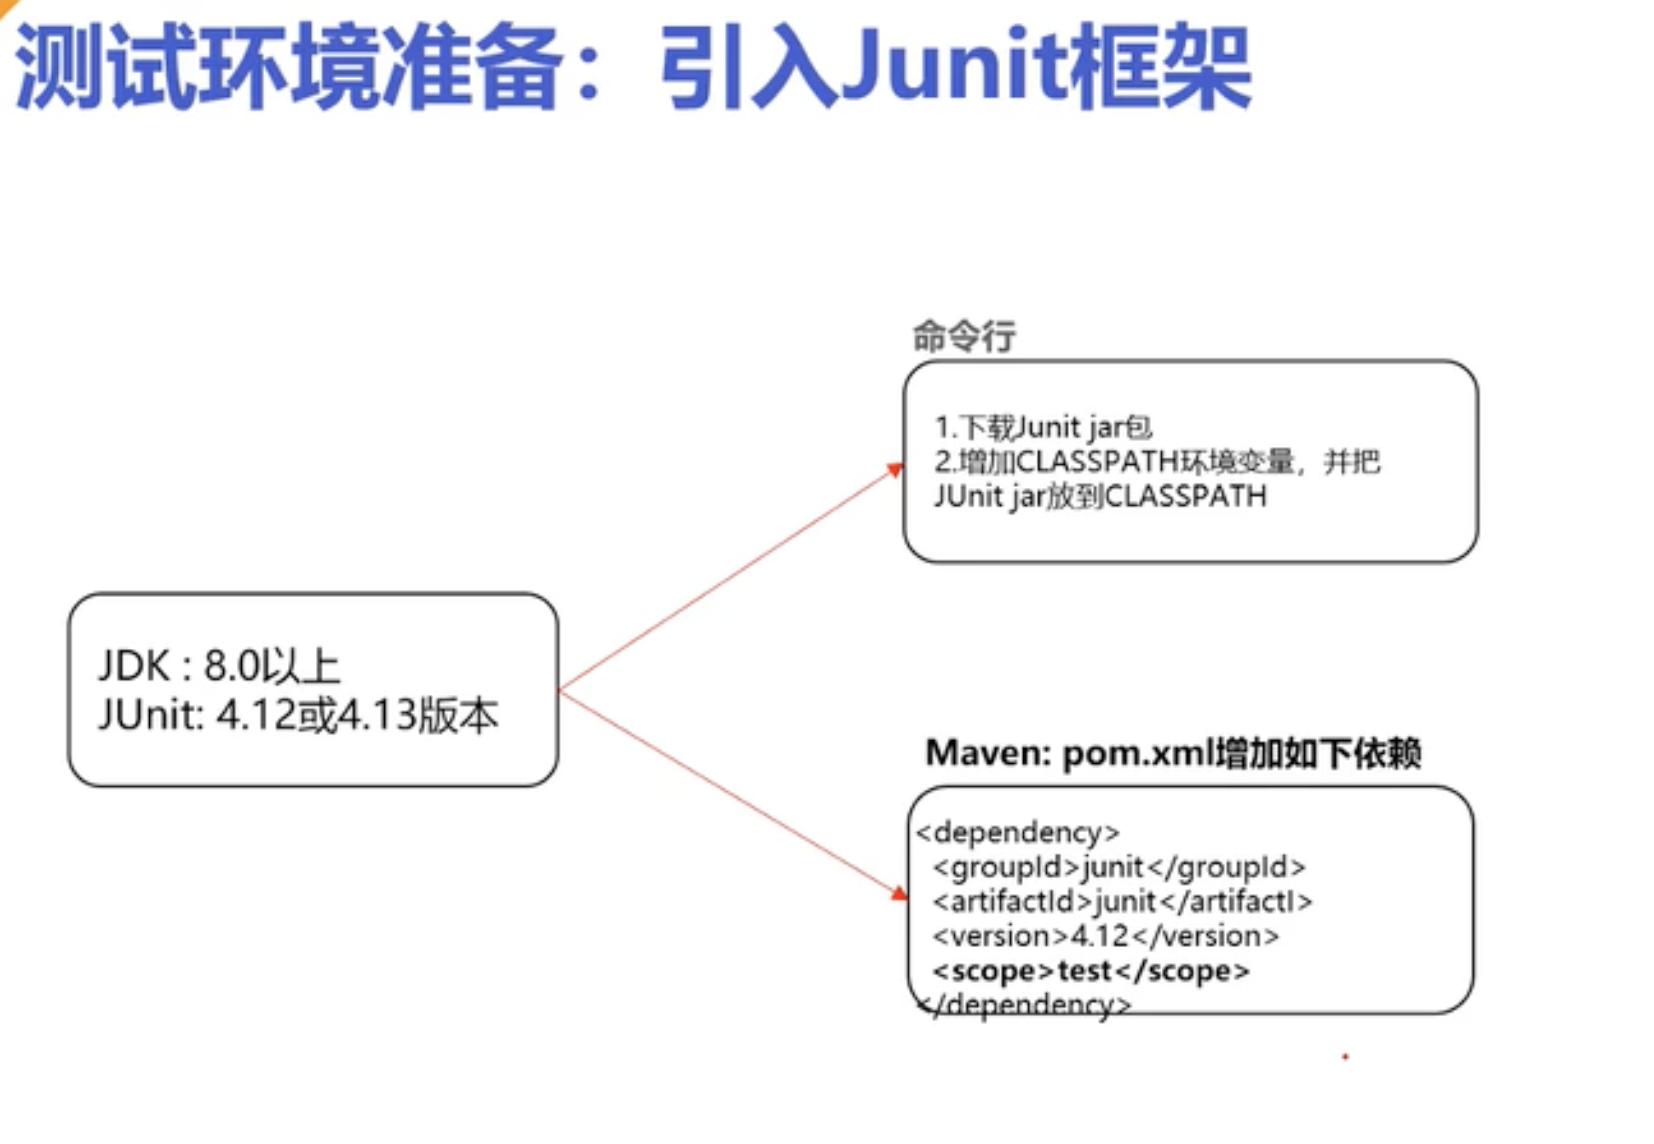 测试环境准备：引入Junit框架
命令行
1.下载Junit jar包
2.增加CLASSPATH环境变量，并把
JUnit jar放到CLASSPATH
JDK : 8.0以上
JUnit: 4.12或4.13版本
Maven: pom.xml增加如下依赖
<dependency>
<groupId>junit</groupId>
<artifactId>junit</artifactI>
<version>4.12</version>
<scope>test</scope>
</dependency>